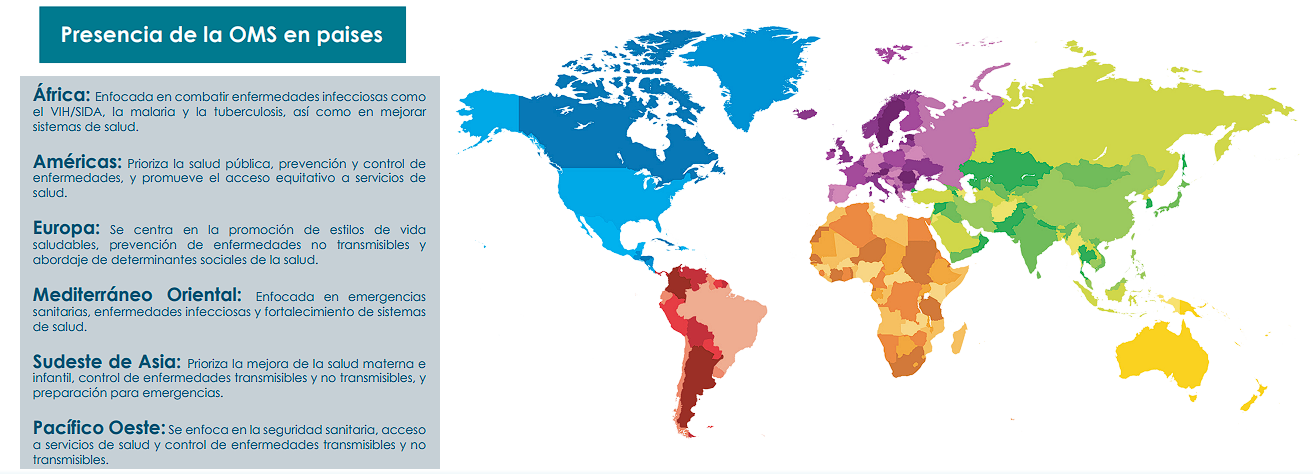 Presencia de la OMS en paises
África: Enfocada en combatir enfermedades infecciosas como
el VIH/SIDA, la malaria y la tuberculosis, así como en mejorar
sistemas de salud.
Américas: Prioriza la salud pública, prevención y control de
enfermedades, y promueve el acceso equitativo a servicios de
salud.
Europa: Se centra en la promoción de estilos de vida
saludables, prevención de enfermedades no transmisibles y
abordaje de determinantes sociales de la salud.
Mediterráneo Oriental: Enfocada en emergencias
sanitarias, enfermedades infecciosas y fortalecimiento de sistemas
de salud.
Sudeste de Asia: Prioriza la mejora de la salud materna e
infantil, control de enfermedades transmisibles y no transmisibles, y
preparación para emergencias.
Pacífico Oeste: Se enfoca en la seguridad sanitaria, acceso
a servicios de salud y control de enfermedades transmisibles y no
transmisibles.